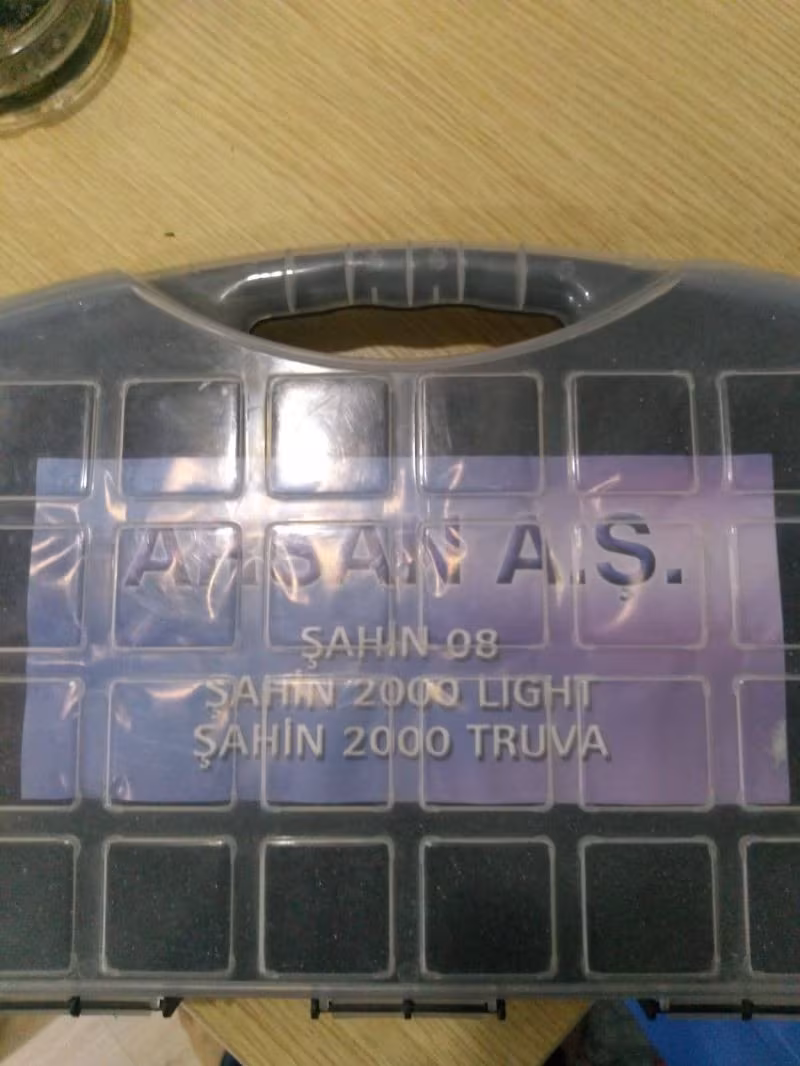 A.Ş.
ŞAHİN 08
ŞAHİN 2000 LIGHT
ŞAHİN 2000 TRUVA